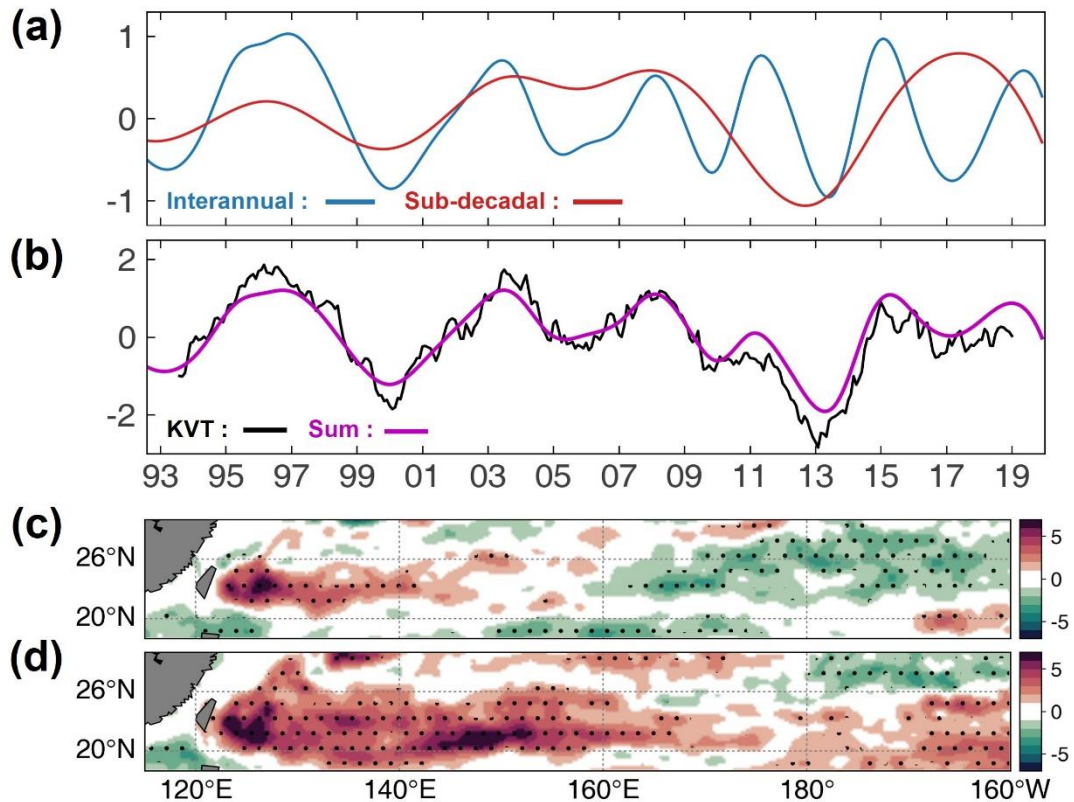 (a)
1
0
-1
Interannual : Sub-decadal :
(b)
2
0
-2
KVT : Sum :
93 95 97 99 01 03 05 07 09 11 13 15 17 19
(c)
26°N
20°N
5
0
-5
(d)
26°N
20°N
5
0
-5
120°E 140°E 160°E 180° 160°W